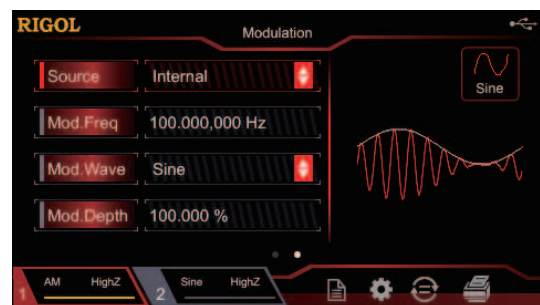 RIGOL
Modulation
Source Internal
Sine
Mod.Freq 100.000,000 Hz
Mod.Wave Sine
Mod.Depth 100.000 %
1 AM HighZ 2 Sine HighZ